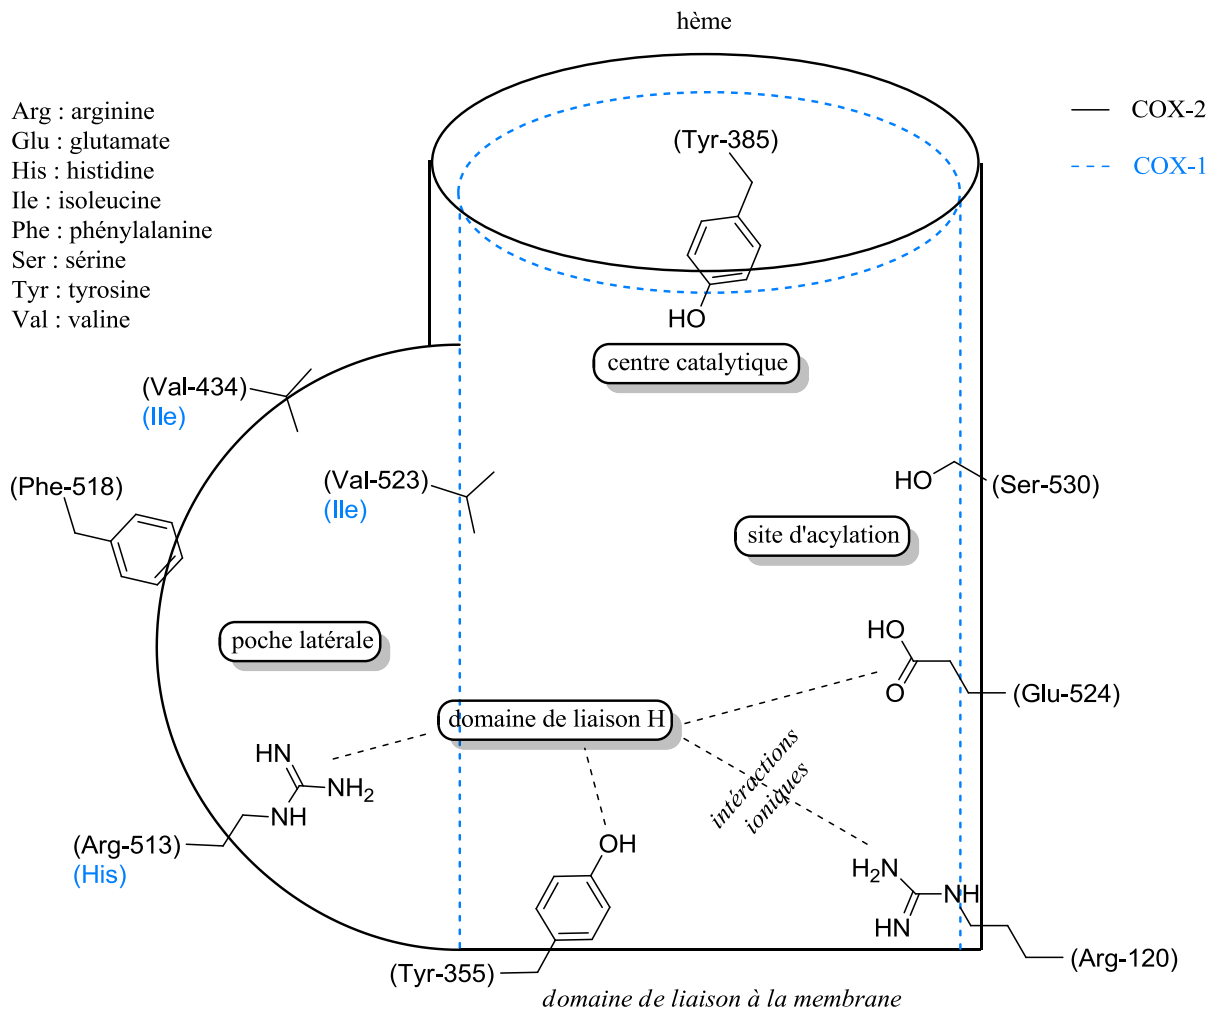 hème
Arg : arginine
Glu : glutamate
His : histidine
Ile : isoleucine
Phe : phénylalanine
Ser : sérine
Tyr : tyrosine
Val : valine
COX-2
COX-1
(Tyr-385)
HO
centre catalytique
(Val-434)
(Ile)
(Phe-518)
(Val-523)
(Ile)
HO
(Ser-530)
site d'acylation
poche latérale
HO
O
(Glu-524)
domaine de liaison H
intéractions
ioniques
HN
NH2
NH
(Arg-513)
(His)
OH
(Tyr-355)
H2N
NH
HN
(Arg-120)
domaine de liaison à la membrane